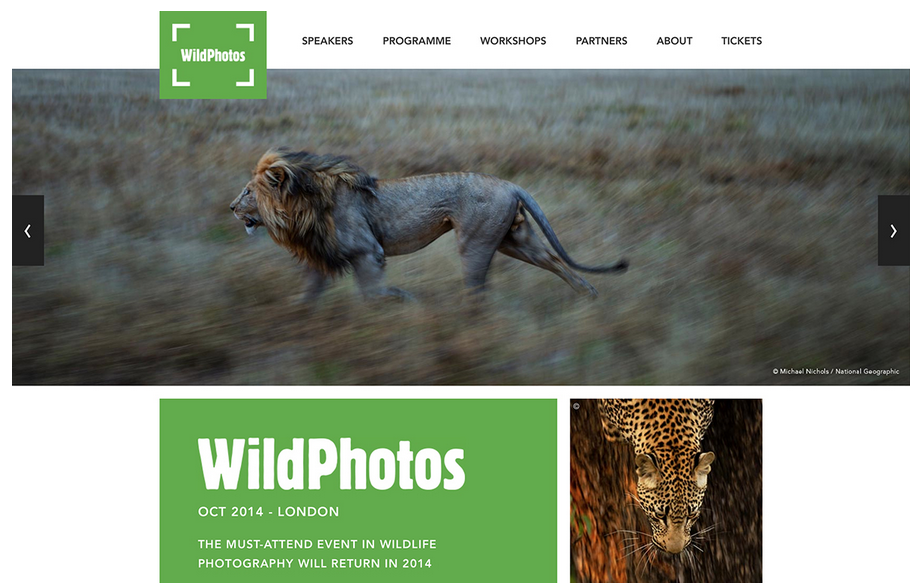 WildPhotos
SPEAKERS PROGRAMME WORKSHOPS PARTNERS ABOUT TICKETS
© Michael Nichols / National Geographic
WildPhotos
OCT 2014 - LONDON
THE MUST-ATTEND EVENT IN WILDLIFE
PHOTOGRAPHY WILL RETURN IN 2014
©